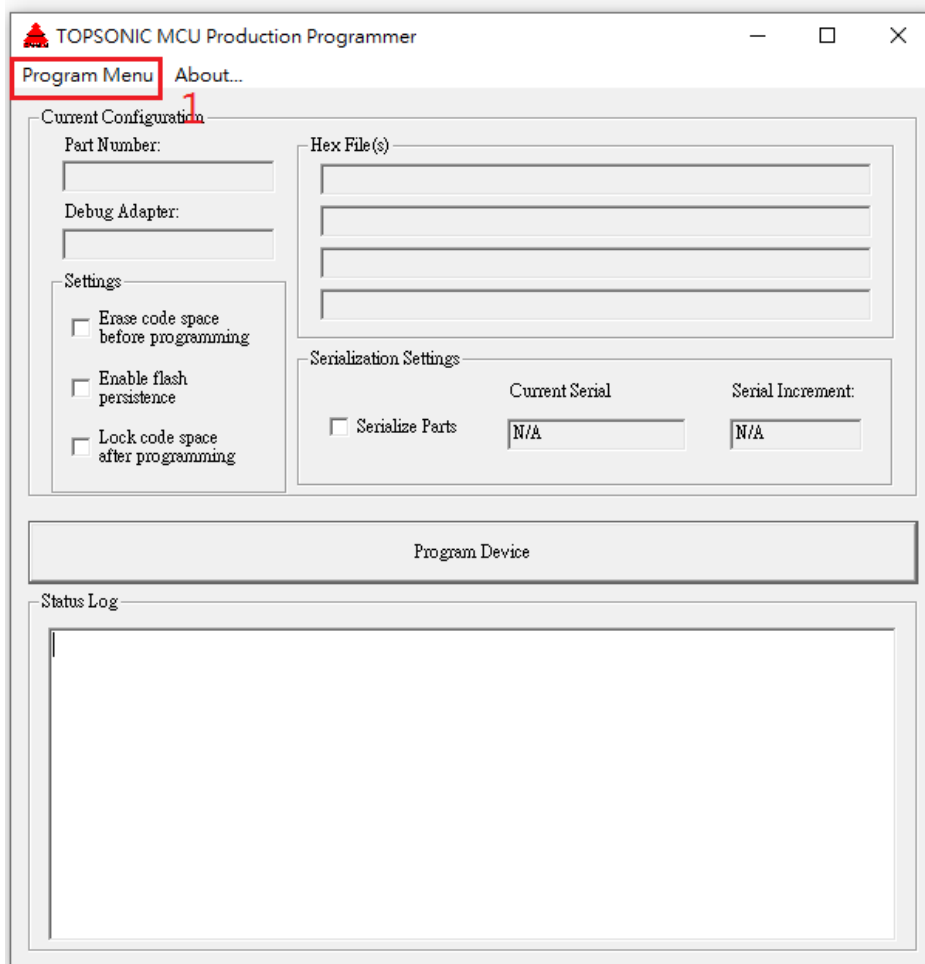 TOPSONIC MCU Production Programmer
Program Menu About...
1
Current Configuration
Part Number:
Debug Adapter:
Settings
Erase code space
before programming
Enable flash
persistence
Lock code space
after programming
Hex File(s)
Serialization Settings
Serialize Parts
Current Serial
N/A
Serial Increment:
N/A
Program Device
Status Log